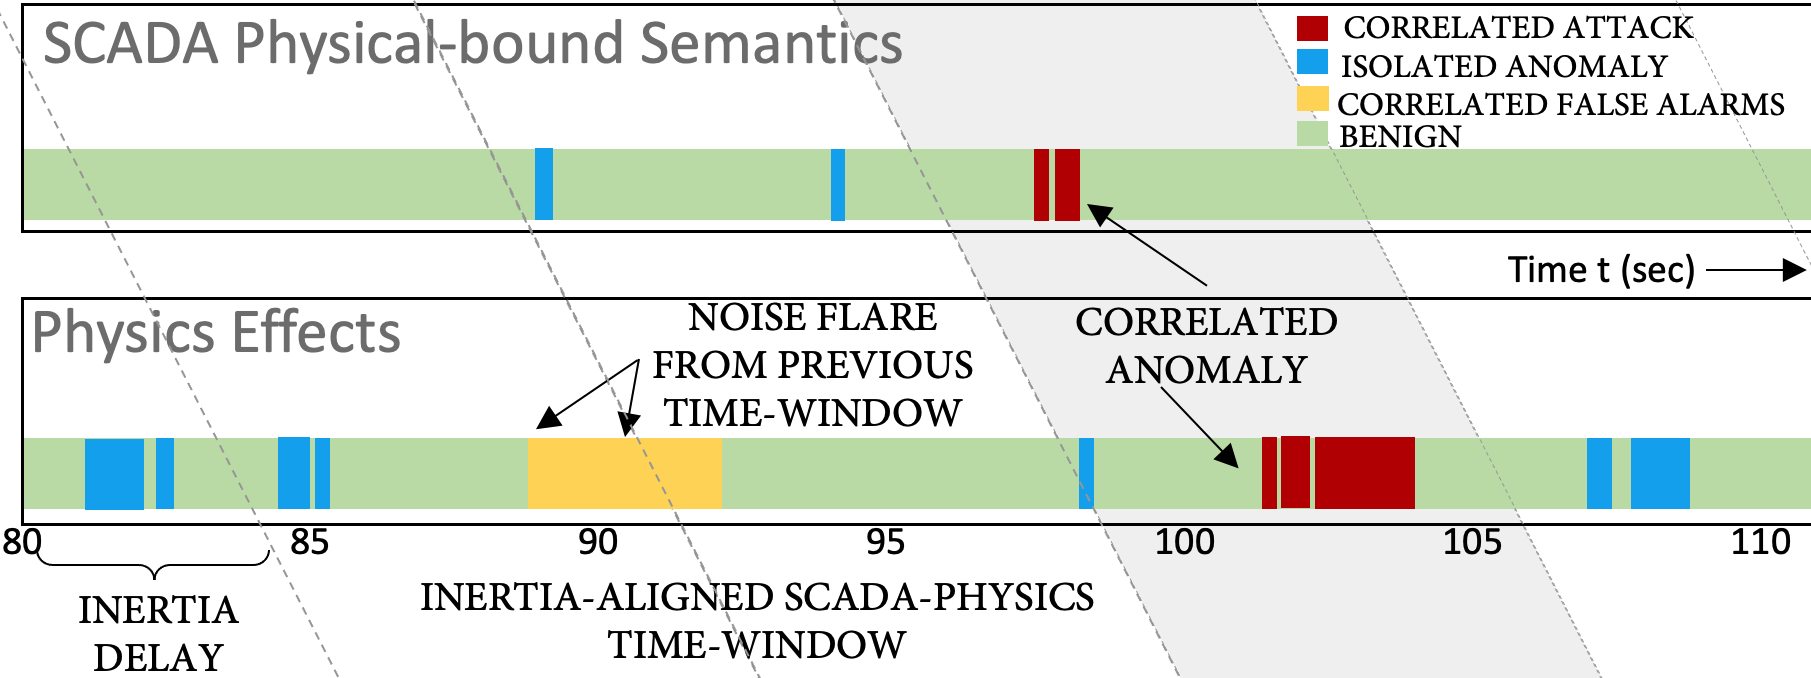 SCADA Physical-bound Semantics
CORRELATED ATTACK
ISOLATED ANOMALY
CORRELATED FALSE ALARMS
BENIGN
Time t (sec)
Physics Effects
NOISE FLARE
FROM PREVIOUS
TIME-WINDOW
CORRELATED
ANOMALY
80 85 90 95 100 105 110
INERTIA
DELAY
INERTIA-ALIGNED SCADA-PHYSICS
TIME-WINDOW